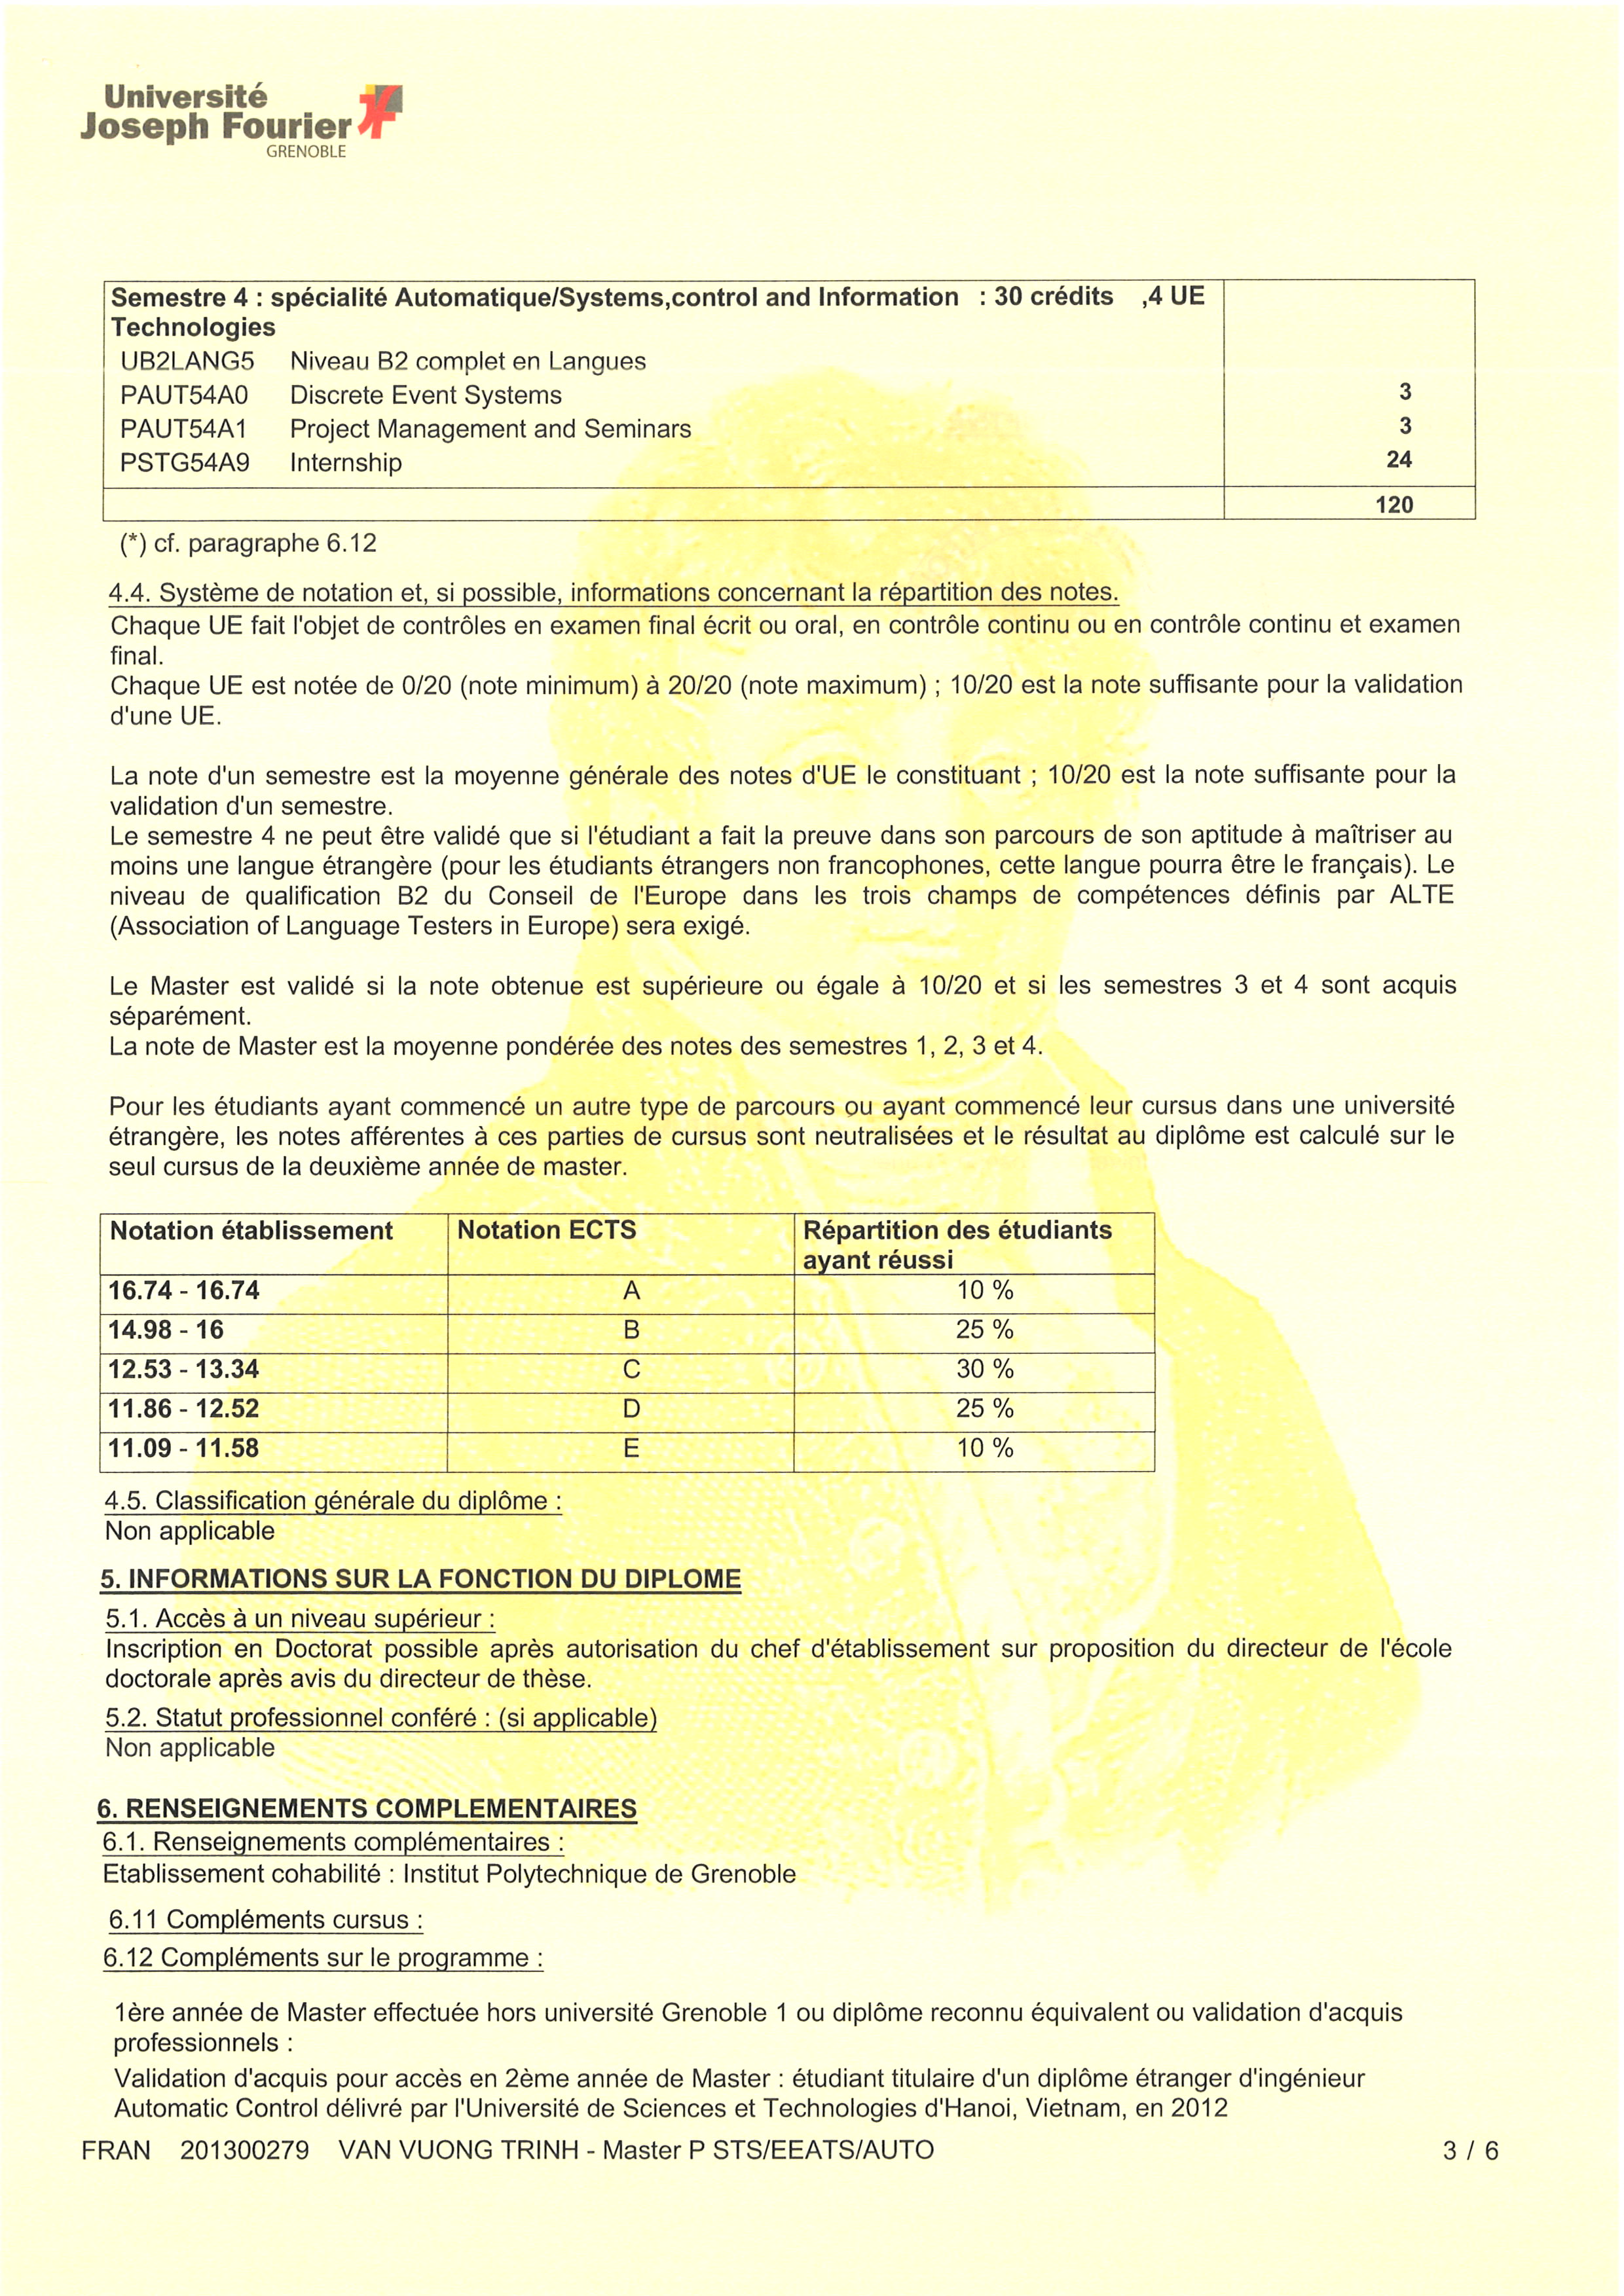 Université
Joseph Fourier
GRENOBLE
Semestre 4 : spécialité Automatique/Systems,control and Information : 30 crédits ,4 UE
Technologies
UB2LANG5 Niveau B2 complet en Langues
PAUT54A0 Discrete Event Systems 3
PAUT54A1 Project Management and Seminars 3
PSTG54A9 Internship 24
120
(*) cf. paragraphe 6.12
4.4. Système de notation et, si possible, informations concernant la répartition des notes.
Chaque UE fait l'objet de contrôles en examen final écrit ou oral, en contrôle continu ou en contrôle continu et examen
final.
Chaque UE est notée de 0/20 (note minimum) à 20/20 (note maximum) ; 10/20 est la note suffisante pour la validation
d'une UE.
La note d'un semestre est la moyenne générale des notes d'UE le constituant ; 10/20 est la note suffisante pour la
validation d'un semestre.
Le semestre 4 ne peut être validé que si l'étudiant a fait la preuve dans son parcours de son aptitude à maîtriser au
moins une langue étrangère (pour les étudiants étrangers non francophones, cette langue pourra être le français). Le
niveau de qualification B2 du Conseil de l'Europe dans les trois champs de compétences définis par ALTE
(Association of Language Testers in Europe) sera exigé.
Le Master est validé si la note obtenue est supérieure ou égale à 10/20 et si les semestres 3 et 4 sont acquis
séparément.
La note de Master est la moyenne pondérée des notes des semestres 1, 2, 3 et 4.
Pour les étudiants ayant commencé un autre type de parcours ou ayant commencé leur cursus dans une université
étrangère, les notes afférentes à ces parties de cursus sont neutralisées et le résultat au diplôme est calculé sur le
seul cursus de la deuxième année de master.
Notation établissement Notation ECTS Répartition des étudiants
ayant réussi
16.74 - 16.74 A 10 %
14.98 - 16 B 25 %
12.53 - 13.34 C 30 %
11.86 - 12.52 D 25 %
11.09 - 11.58 E 10 %
4.5. Classification générale du diplôme :
Non applicable
5. INFORMATIONS SUR LA FONCTION DU DIPLOME
5.1. Accès à un niveau supérieur :
Inscription en Doctorat possible après autorisation du chef d'établissement sur proposition du directeur de l'école
doctorale après avis du directeur de thèse.
5.2. Statut professionnel conféré : (si applicable)
Non applicable
6. RENSEIGNEMENTS COMPLEMENTAIRES
6.1. Renseignements complémentaires :
Etablissement cohabilité : Institut Polytechnique de Grenoble
6.11 Compléments cursus :
6.12 Compléments sur le programme :
1ère année de Master effectuée hors université Grenoble 1 ou diplôme reconnu équivalent ou validation d'acquis
professionnels :
Validation d'acquis pour accès en 2ème année de Master : étudiant titulaire d'un diplôme étranger d'ingénieur
Automatic Control délivré par l'Université de Sciences et Technologies d'Hanoi, Vietnam, en 2012
FRAN 201300279 VAN VUONG TRINH - Master P STS/EEATS/AUTO 3 / 6